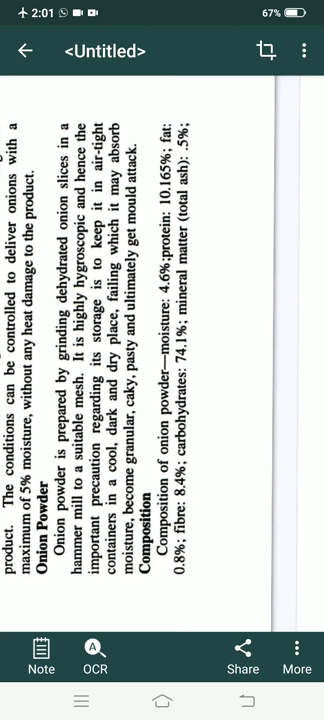 2:01
67%
<Untitled>
product. The conditions can be controlled to deliver onions with a
maximum of 5% moisture, without any heat damage to the product.
Onion Powder
Onion powder is prepared by grinding dehydrated onion slices in a
hammer mill to a suitable mesh. It is highly hygroscopic and hence the
important precaution regarding its storage is to keep it in air-tight
containers in a cool, dark and dry place, failing which it may absorb
moisture, become granular, caky, pasty and ultimately get mould attack.
Composition
Composition of onion powder—moisture: 4.6%;protein: 10.165%; fat:
0.8%; fibre: 8.4%; carbohydrates: 74.1%; mineral matter (total ash): .5%;
Note
A
OCR
Share
More